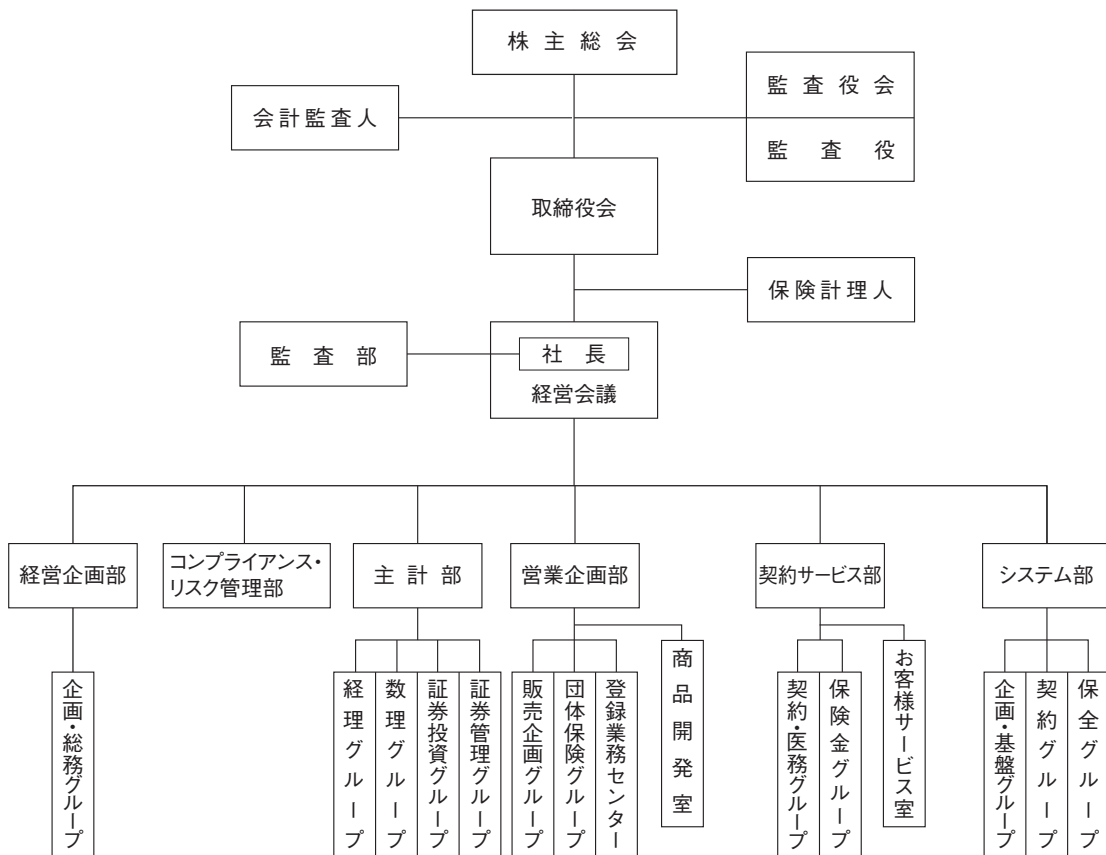 株主総会
監査役会
会計監査人
監査役
取締役会
保険計理人
監査部
社長
経営会議
経営企画部
コンプライアンス・
リスク管理部
主計部
営業企画部
契約サービス部
システム部
企画・総務グループ
経理グループ
数理グループ
証券投資グループ
証券管理グループ
販売企画グループ
団体保険グループ
登録業務センター
商品開発室
契約・医務グループ
保険金グループ
お客様サービス室
企画・基盤グループ
契約グループ
保全グループ